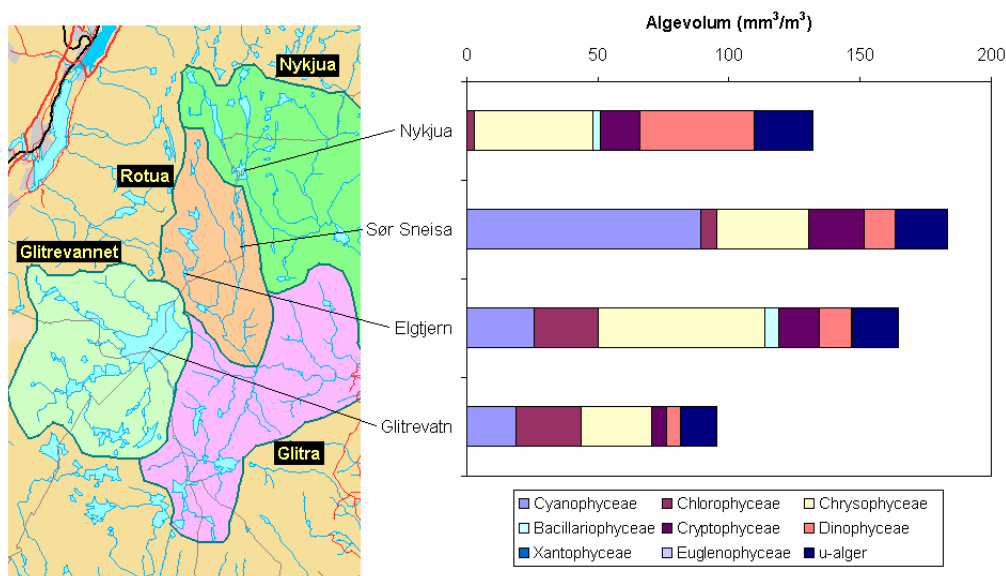 Nykjua
Rotua
Glitrevannet
Glitra
Nykjua
Sør Sneisa
Elgtjern
Glitrevatn
Algevolum (mm³/m³)
0 50 100 150 200
Cyanophyceae Chlorophyceae Chrysophyceae
Bacillariophyceae Cryptophyceae Dinophyceae
Xantophyceae Euglenophyceae u-alger